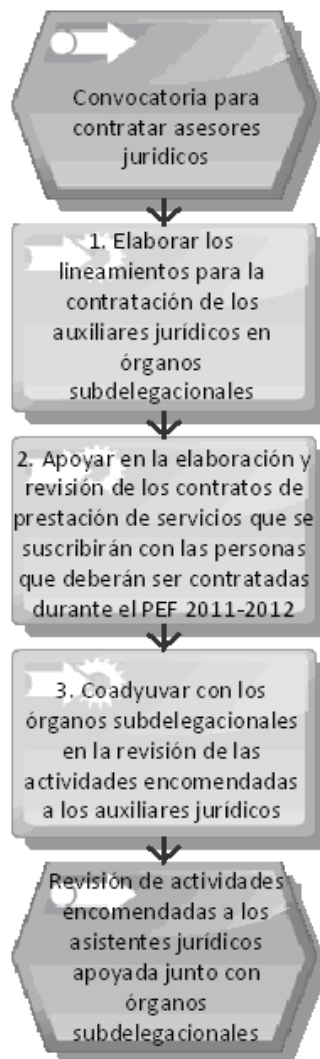 Convocatoria para
contratar asesores
juridicos
1. Elaborar los
lineamientos para la
contratación de los
auxiliares jurídicos en
órganos
subdelegacionales
2. Apoyar en la elaboración y
revisión de los contratos de
prestación de servicios que se
suscribirán con las personas
que deberán ser contratadas
durante el PEF 2011-2012
3. Coadyuvar con los
órganos subdelegacionales
en la revisión de las
actividades encomendadas
a los auxiliares jurídicos
Revisión de actividades
encomendadas a los
asistentes jurídicos
apoyada junto con
órganos
subdelegacionales